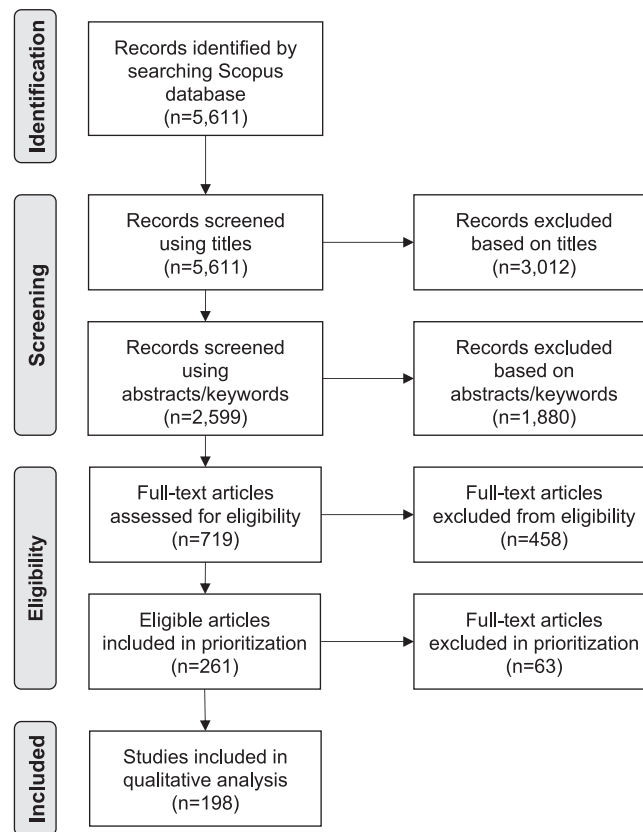 Identification
Records identified by
searching Scopus
database
(n=5,611)
Screening
Records screened
using titles
(n=5,611)
Records excluded
based on titles
(n=3,012)
Records screened
using
abstracts/keywords
(n=2,599)
Records excluded
based on
abstracts/keywords
(n=1,880)
Eligibility
Full-text articles
assessed for eligibility
(n=719)
Full-text articles
excluded from eligibility
(n=458)
Eligible articles
included in prioritization
(n=261)
Full-text articles
excluded in prioritization
(n=63)
Included
Studies included in
qualitative analysis
(n=198)